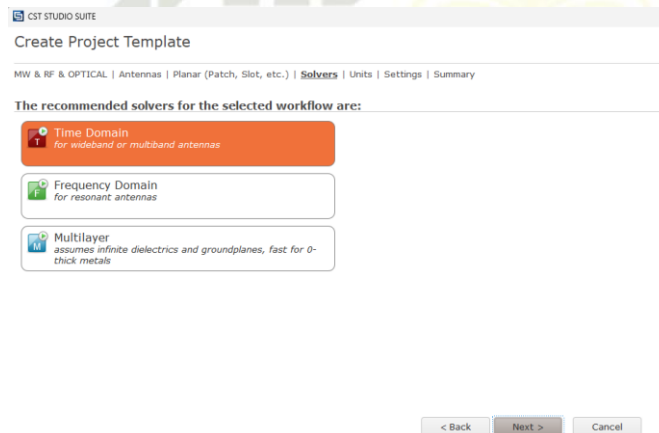 CST STUDIO SUITE
Create Project Template
MW & RF & OPTICAL | Antennas | Planar (Patch, Slot, etc.) | Solvers | Units | Settings | Summary
The recommended solvers for the selected workflow are:
T
Time Domain
for wideband or multiband antennas
F
Frequency Domain
for resonant antennas
M
Multilayer
assumes infinite dielectrics and groundplanes, fast for 0-
thick metals
< Back Next > Cancel